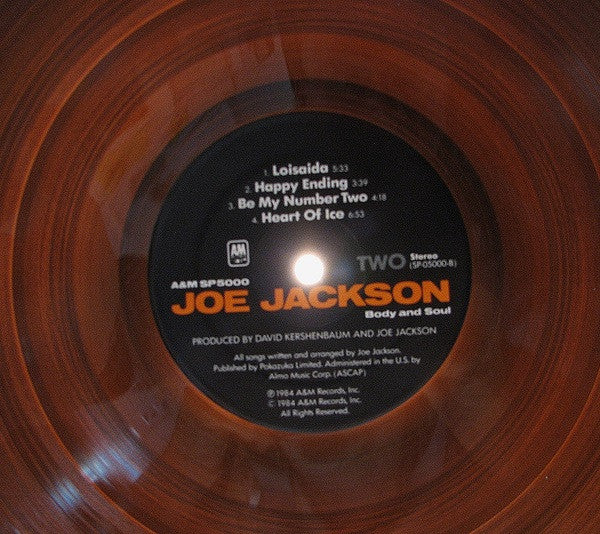 1. Loisaida 5:33
2. Happy Ending 3:39
3. Be My Number Two 4:18
4. Heart Of Ice 6:53
AM
TWO Stereo
(SP-05000-B)
A&M SP5000
JOE JACKSON
Body and Soul
PRODUCED BY DAVID KERSHENBAUM AND JOE JACKSON
All songs written and arranged by Joe Jackson.
Published by Pokazuka Limited. Administered in the U.S. by
Almo Music Corp. (ASCAP)
℗ 1984 A&M Records, Inc.
© 1984 A&M Records, Inc.
All Rights Reserved.